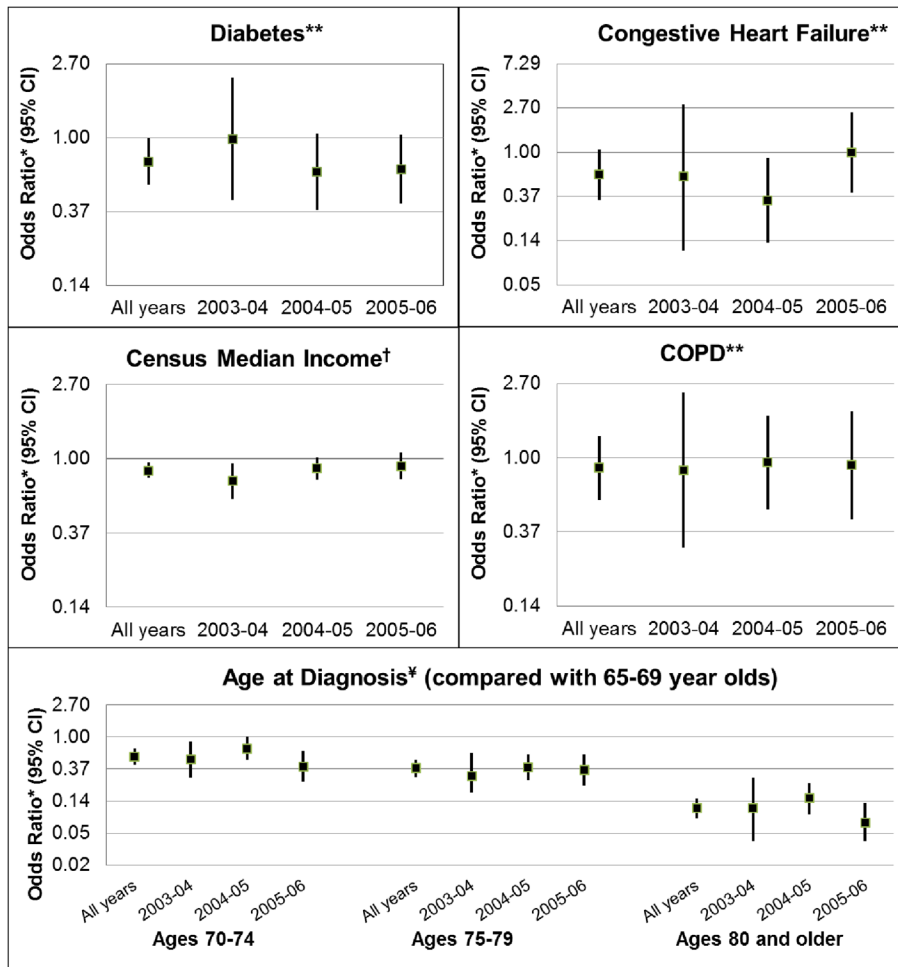 Diabetes**
Odds Ratio* (95% CI)
2.70
1.00
0.37
0.14
All years 2003-04 2004-05 2005-06
Congestive Heart Failure**
Odds Ratio* (95% CI)
7.29
2.70
1.00
0.37
0.14
0.05
All years 2003-04 2004-05 2005-06
Census Median Income†
Odds Ratio* (95% CI)
2.70
1.00
0.37
0.14
All years 2003-04 2004-05 2005-06
COPD**
Odds Ratio* (95% CI)
2.70
1.00
0.37
0.14
All years 2003-04 2004-05 2005-06
Age at Diagnosis¥ (compared with 65-69 year olds)
Odds Ratio* (95% CI)
2.70
1.00
0.37
0.14
0.05
0.02
All years 2003-04 2004-05 2005-06 All years 2003-04 2004-05 2005-06 All years 2003-04 2004-05 2005-06
Ages 70-74 Ages 75-79 Ages 80 and older